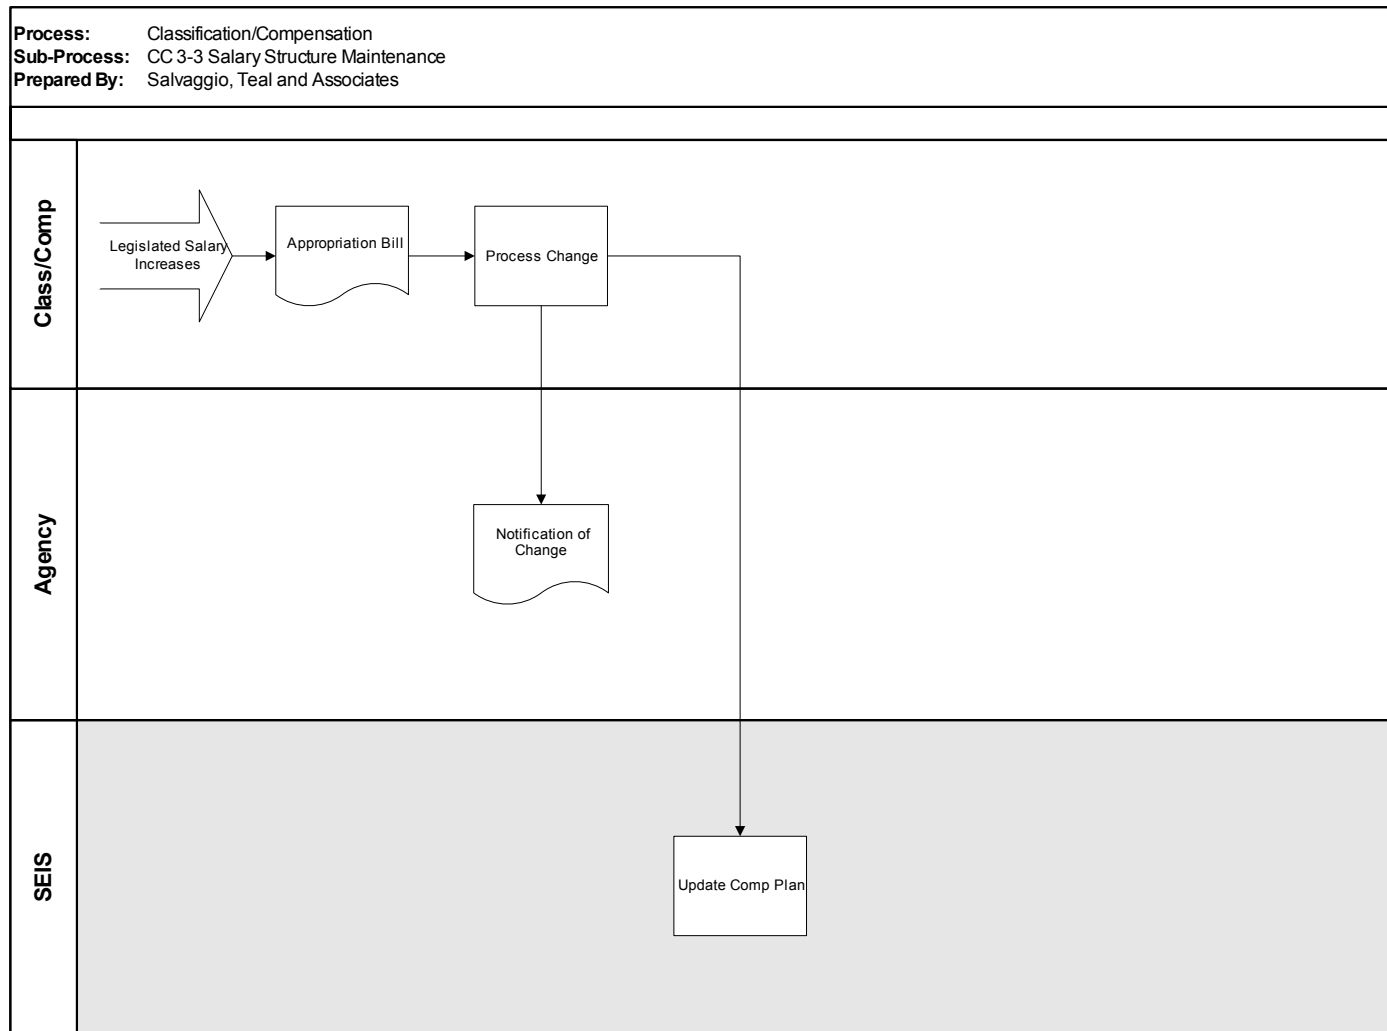 Process: Classification/Compensation
Sub-Process: CC 3-3 Salary Structure Maintenance
Prepared By: Salvaggio, Teal and Associates
Class/Comp
Legislated Salary
Increases
Appropriation Bill
Process Change
Agency
Notification of
Change
SEIS
Update Comp Plan